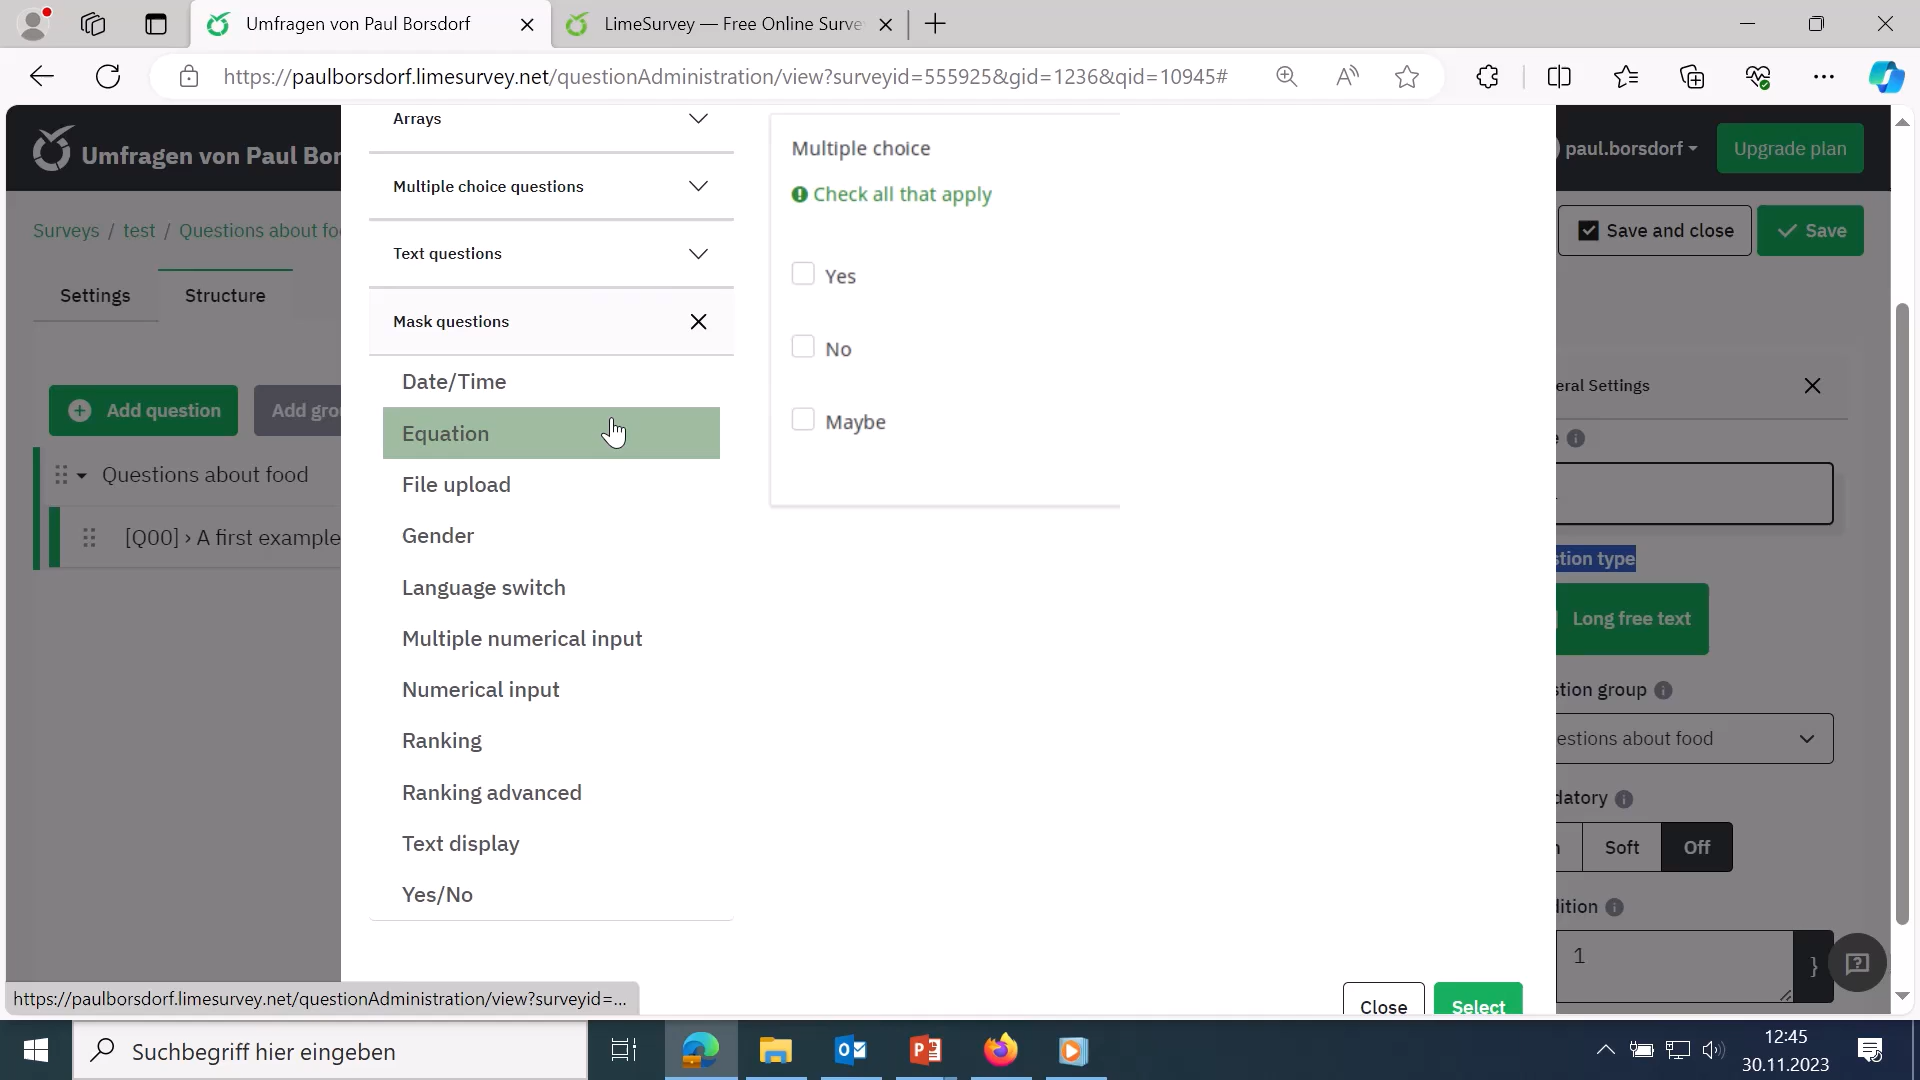 Umfragen von Paul Borsdorf
LimeSurvey — Free Online Surve
https://paulborsdorf.limesurvey.net/questionAdministration/view?surveyid=555925&gid=1236&qid=10945#
Umfragen von Paul Bor
paul.borsdorf
Upgrade plan
Surveys / test / Questions about fo
Save and close
Save
Settings
Structure
Add question
Add gro
Questions about food
[Q00] › A first example
Arrays
Multiple choice questions
Text questions
Mask questions
Date/Time
Equation
File upload
Gender
Language switch
Multiple numerical input
Numerical input
Ranking
Ranking advanced
Text display
Yes/No
Multiple choice
Check all that apply
Yes
No
Maybe
Close
Select
eral Settings
e
stion type
Long free text
stion group
estions about food
datory
n
Soft
Off
dition
1
}
https://paulborsdorf.limesurvey.net/questionAdministration/view?surveyid=...
Suchbegriff hier eingeben
12:45
30.11.2023